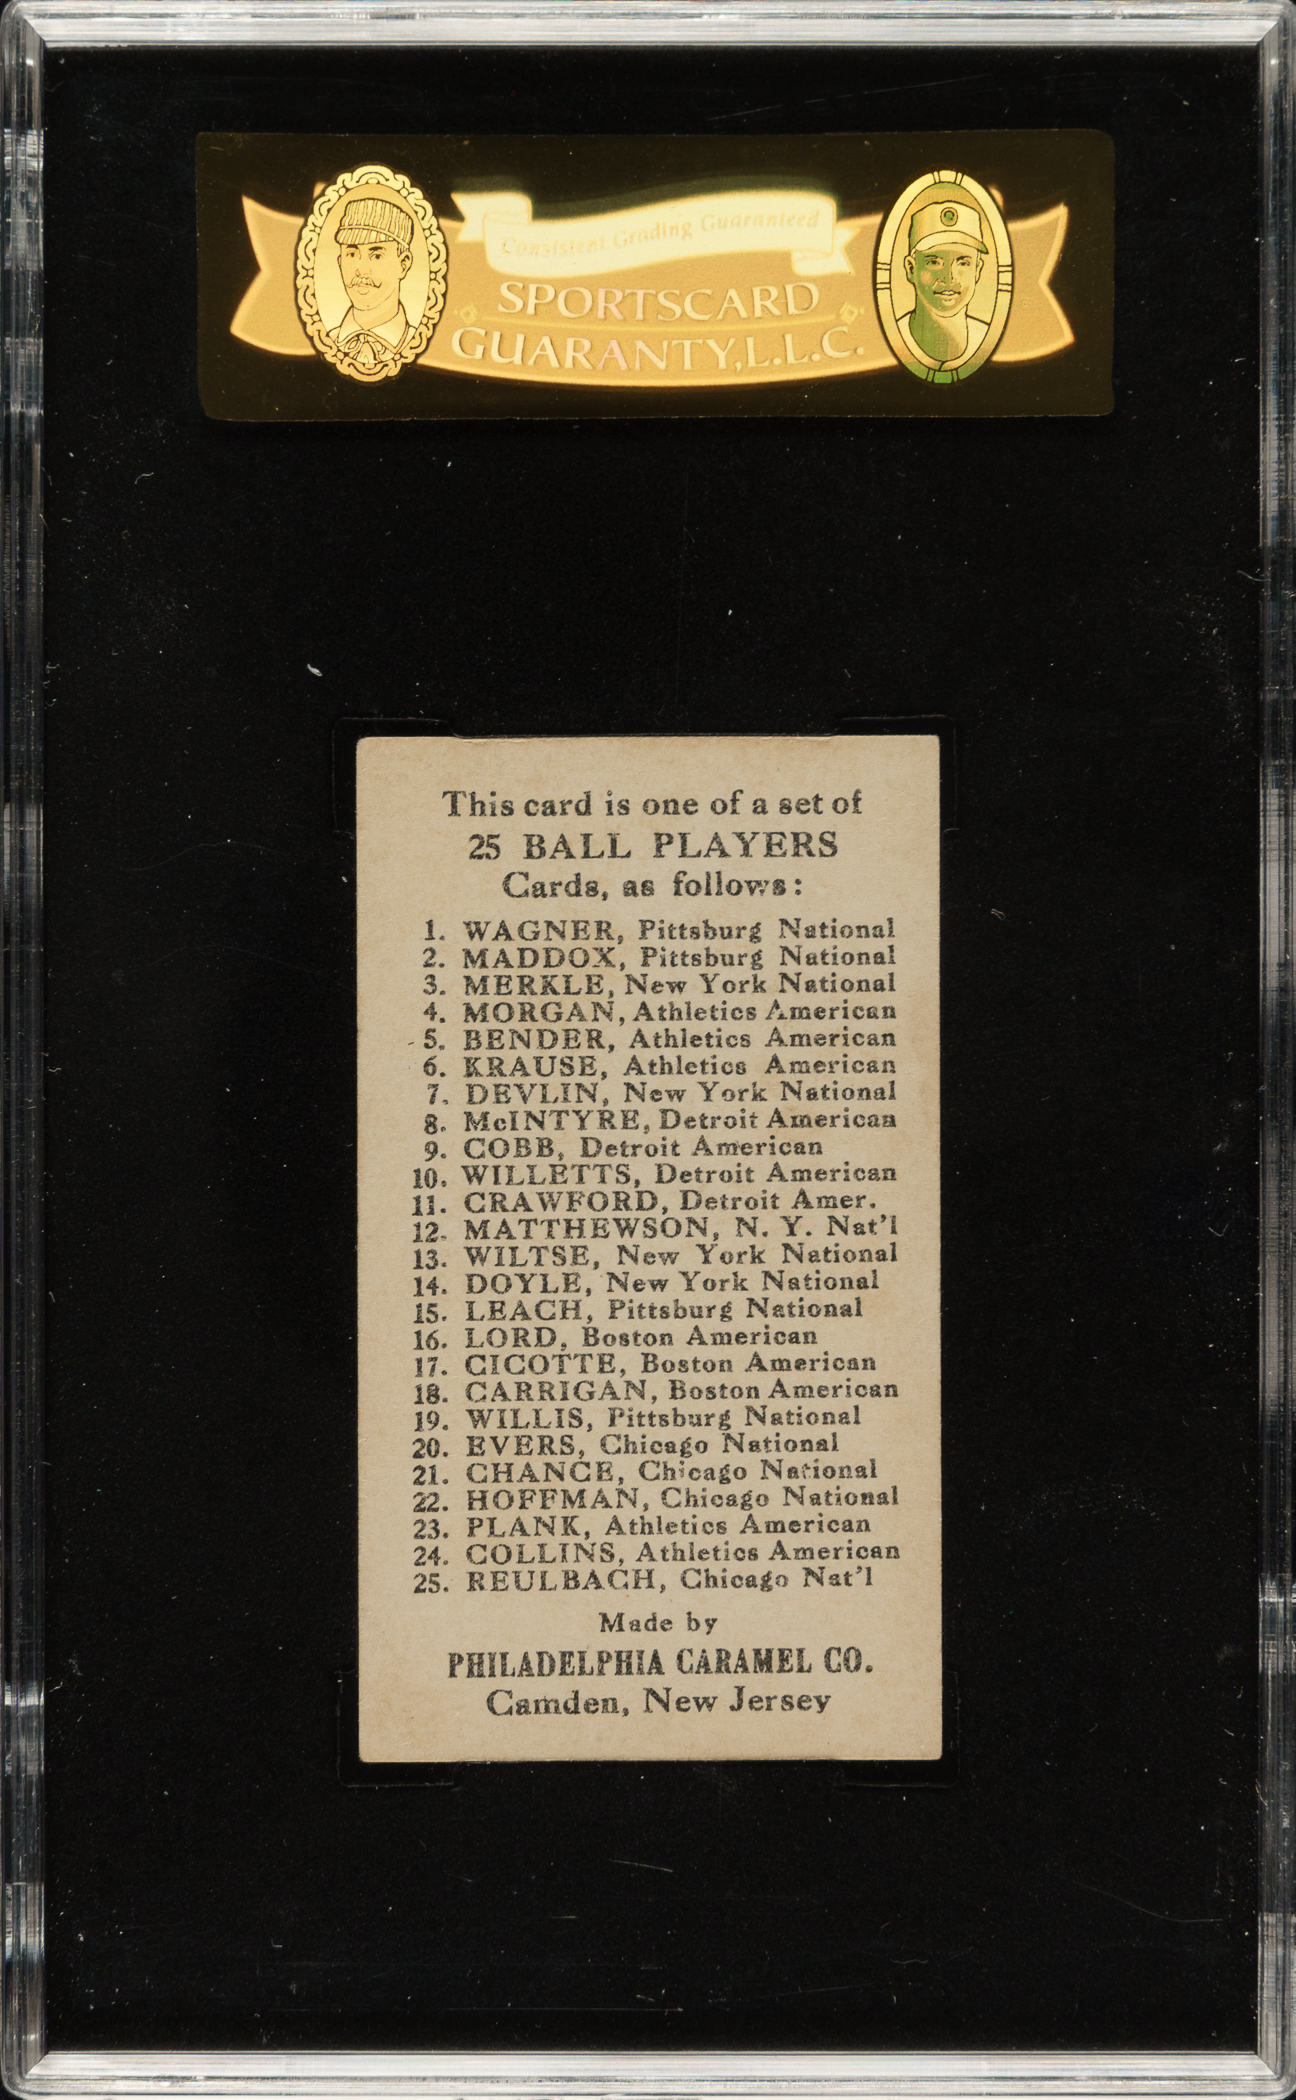 Consistent Grading Guaranteed
SPORTSCARD
GUARANTY, L.L.C.
This card is one of a set of
25 BALL PLAYERS
Cards, as follows:
1. WAGNER, Pittsburg National
2. MADDOX, Pittsburg National
3. MERKLE, New York National
4. MORGAN, Athletics American
5. BENDER, Athletics American
6. KRAUSE, Athletics American
7. DEVLIN, New York National
8. McINTYRE, Detroit American
9. COBB, Detroit American
10. WILLETTS, Detroit American
11. CRAWFORD, Detroit Amer.
12. MATTHEWSON, N. Y. Nat'l
13. WILTSE, New York National
14. DOYLE, New York National
15. LEACH, Pittsburg National
16. LORD, Boston American
17. CICOTTE, Boston American
18. CARRIGAN, Boston American
19. WILLIS, Pittsburg National
20. EVERS, Chicago National
21. CHANCE, Chicago National
22. HOFFMAN, Chicago National
23. PLANK, Athletics American
24. COLLINS, Athletics American
25. REULBACH, Chicago Nat'l
Made by
PHILADELPHIA CARAMEL CO.
Camden, New Jersey